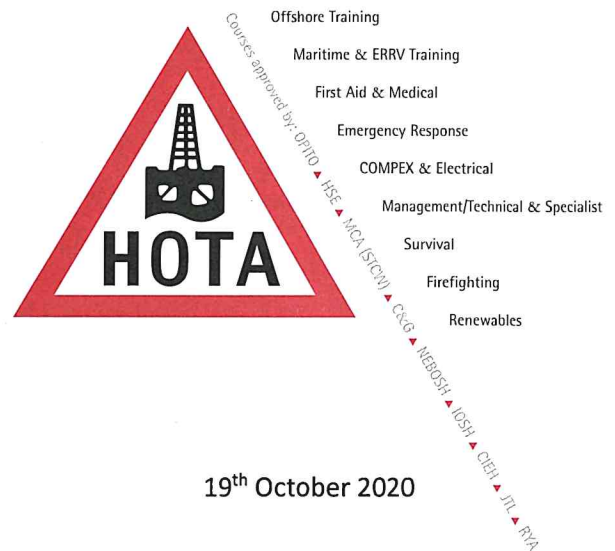 Offshore Training
Maritime & ERRV Training
First Aid & Medical
Emergency Response
COMPEX & Electrical
Management/Technical & Specialist
Survival
Firefighting
Renewables
Courses approved by: OPITO ▼ HSE ▼ MCA (STCW) ▼ C&G ▼ NEBOSH ▼ IOSH ▼ CIEH ▼ JTL ▼ RYA
HOTA
19th October 2020